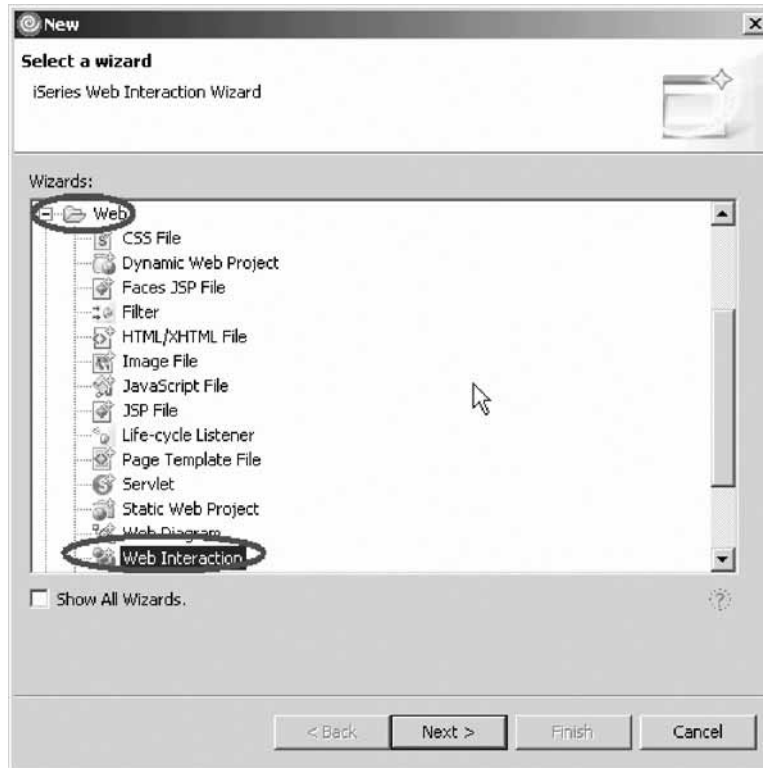 New
Select a wizard
iSeries Web Interaction Wizard
Wizards:
Web
CSS File
Dynamic Web Project
Faces JSP File
Filter
HTML/XHTML File
Image File
JavaScript File
JSP File
Life-cycle Listener
Page Template File
Servlet
Static Web Project
Web Diagram
Web Interaction
Show All Wizards.
< Back Next > Finish Cancel